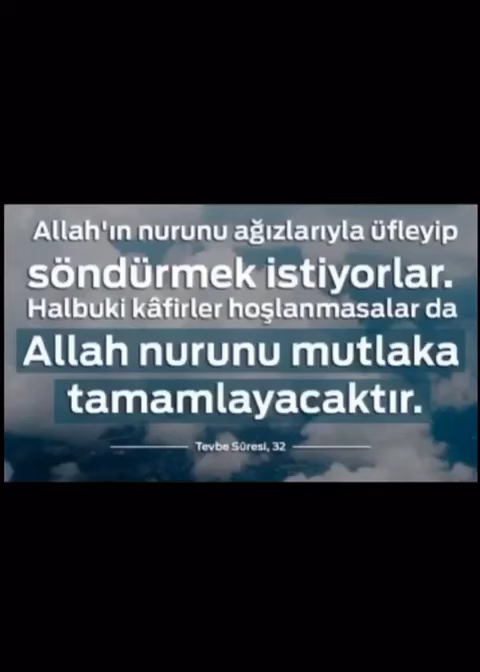 Allah'ın nurunu ağızlarıyla üfleyip
söndürmek istiyorlar.
Halbuki kâfirler hoşlanmasalar da
Allah nurunu mutlaka
tamamlayacaktır.
Tevbe Sûresi, 32